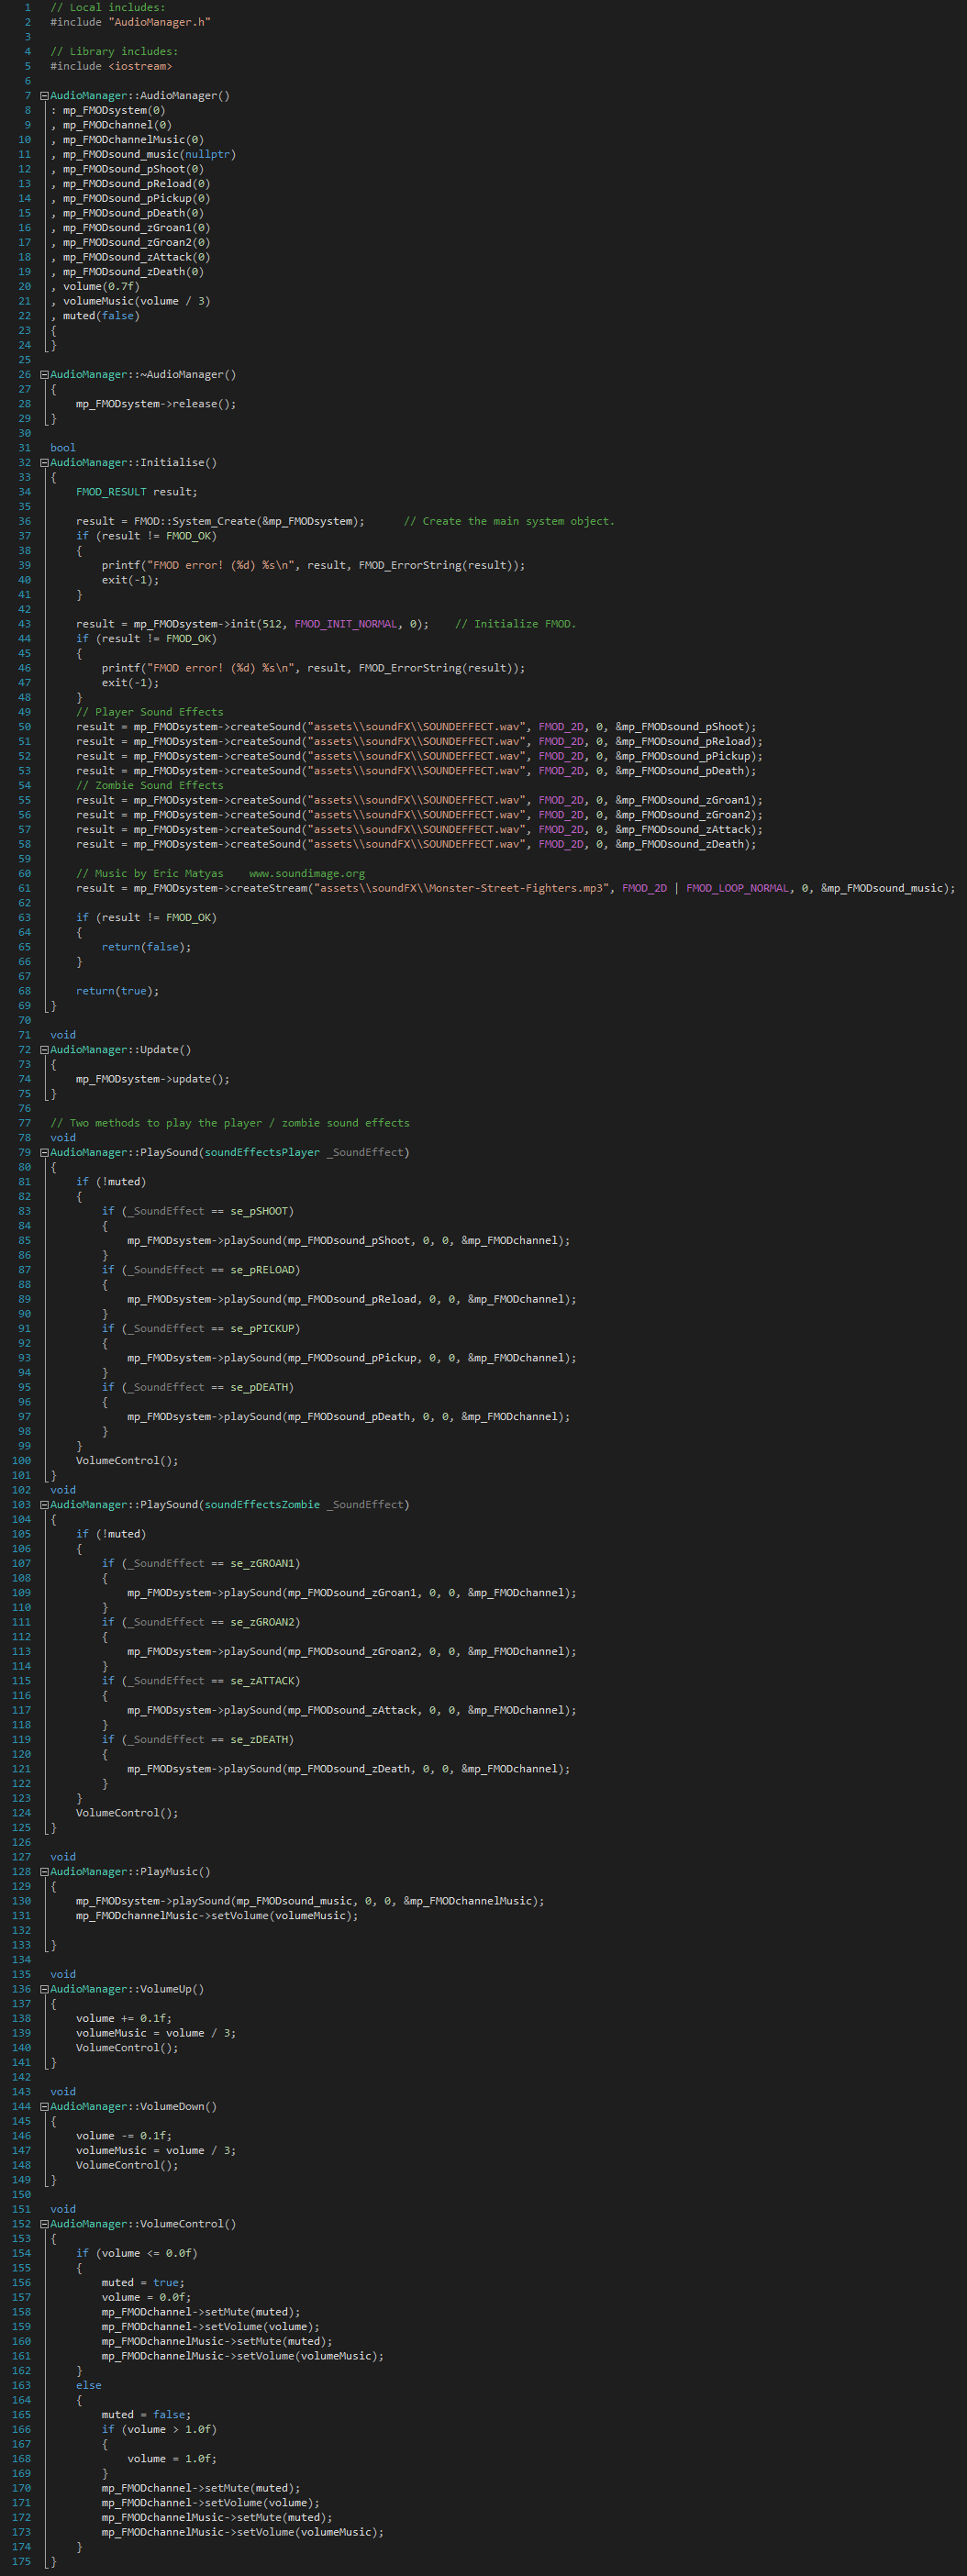 1 // Local includes:
2 #include "AudioManager.h"
3
4 // Library includes:
5 #include <iostream>
6
7 AudioManager::AudioManager()
8 : mp_FMODsystem(0)
9 , mp_FMODchannel(0)
10 , mp_FMODchannelMusic(0)
11 , mp_FMODsound_music(nullptr)
12 , mp_FMODsound_pShoot(0)
13 , mp_FMODsound_pReload(0)
14 , mp_FMODsound_pPickup(0)
15 , mp_FMODsound_pDeath(0)
16 , mp_FMODsound_zGroan1(0)
17 , mp_FMODsound_zGroan2(0)
18 , mp_FMODsound_zAttack(0)
19 , mp_FMODsound_zDeath(0)
20 , volume(0.7f)
21 , volumeMusic(volume / 3)
22 , muted(false)
23 {
24 }
25
26 AudioManager::~AudioManager()
27 {
28     mp_FMODsystem->release();
29 }
30
31 bool
32 AudioManager::Initialise()
33 {
34     FMOD_RESULT result;
35
36     result = FMOD::System_Create(&mp_FMODsystem);      // Create the main system object.
37     if (result != FMOD_OK)
38     {
39         printf("FMOD error! (%d) %s\n", result, FMOD_ErrorString(result));
40         exit(-1);
41     }
42
43     result = mp_FMODsystem->init(512, FMOD_INIT_NORMAL, 0);    // Initialize FMOD.
44     if (result != FMOD_OK)
45     {
46         printf("FMOD error! (%d) %s\n", result, FMOD_ErrorString(result));
47         exit(-1);
48     }
49     // Player Sound Effects
50     result = mp_FMODsystem->createSound("assets\\soundFX\\SOUNDEFFECT.wav", FMOD_2D, 0, &mp_FMODsound_pShoot);
51     result = mp_FMODsystem->createSound("assets\\soundFX\\SOUNDEFFECT.wav", FMOD_2D, 0, &mp_FMODsound_pReload);
52     result = mp_FMODsystem->createSound("assets\\soundFX\\SOUNDEFFECT.wav", FMOD_2D, 0, &mp_FMODsound_pPickup);
53     result = mp_FMODsystem->createSound("assets\\soundFX\\SOUNDEFFECT.wav", FMOD_2D, 0, &mp_FMODsound_pDeath);
54     // Zombie Sound Effects
55     result = mp_FMODsystem->createSound("assets\\soundFX\\SOUNDEFFECT.wav", FMOD_2D, 0, &mp_FMODsound_zGroan1);
56     result = mp_FMODsystem->createSound("assets\\soundFX\\SOUNDEFFECT.wav", FMOD_2D, 0, &mp_FMODsound_zGroan2);
57     result = mp_FMODsystem->createSound("assets\\soundFX\\SOUNDEFFECT.wav", FMOD_2D, 0, &mp_FMODsound_zAttack);
58     result = mp_FMODsystem->createSound("assets\\soundFX\\SOUNDEFFECT.wav", FMOD_2D, 0, &mp_FMODsound_zDeath);
59
60     // Music by Eric Matyas    www.soundimage.org
61     result = mp_FMODsystem->createStream("assets\\soundFX\\Monster-Street-Fighters.mp3", FMOD_2D | FMOD_LOOP_NORMAL, 0, &mp_FMODsound_music);
62
63     if (result != FMOD_OK)
64     {
65         return(false);
66     }
67
68     return(true);
69 }
70
71 void
72 AudioManager::Update()
73 {
74     mp_FMODsystem->update();
75 }
76
77 // Two methods to play the player / zombie sound effects
78 void
79 AudioManager::PlaySound(soundEffectsPlayer _SoundEffect)
80 {
81     if (!muted)
82     {
83         if (_SoundEffect == se_pSHOOT)
84         {
85             mp_FMODsystem->playSound(mp_FMODsound_pShoot, 0, 0, &mp_FMODchannel);
86         }
87         if (_SoundEffect == se_pRELOAD)
88         {
89             mp_FMODsystem->playSound(mp_FMODsound_pReload, 0, 0, &mp_FMODchannel);
90         }
91         if (_SoundEffect == se_pPICKUP)
92         {
93             mp_FMODsystem->playSound(mp_FMODsound_pPickup, 0, 0, &mp_FMODchannel);
94         }
95         if (_SoundEffect == se_pDEATH)
96         {
97             mp_FMODsystem->playSound(mp_FMODsound_pDeath, 0, 0, &mp_FMODchannel);
98         }
99     }
100     VolumeControl();
101 }
102 void
103 AudioManager::PlaySound(soundEffectsZombie _SoundEffect)
104 {
105     if (!muted)
106     {
107         if (_SoundEffect == se_zGROAN1)
108         {
109             mp_FMODsystem->playSound(mp_FMODsound_zGroan1, 0, 0, &mp_FMODchannel);
110         }
111         if (_SoundEffect == se_zGROAN2)
112         {
113             mp_FMODsystem->playSound(mp_FMODsound_zGroan2, 0, 0, &mp_FMODchannel);
114         }
115         if (_SoundEffect == se_zATTACK)
116         {
117             mp_FMODsystem->playSound(mp_FMODsound_zAttack, 0, 0, &mp_FMODchannel);
118         }
119         if (_SoundEffect == se_zDEATH)
120         {
121             mp_FMODsystem->playSound(mp_FMODsound_zDeath, 0, 0, &mp_FMODchannel);
122         }
123     }
124     VolumeControl();
125 }
126
127 void
128 AudioManager::PlayMusic()
129 {
130     mp_FMODsystem->playSound(mp_FMODsound_music, 0, 0, &mp_FMODchannelMusic);
131     mp_FMODchannelMusic->setVolume(volumeMusic);
132
133 }
134
135 void
136 AudioManager::VolumeUp()
137 {
138     volume += 0.1f;
139     volumeMusic = volume / 3;
140     VolumeControl();
141 }
142
143 void
144 AudioManager::VolumeDown()
145 {
146     volume -= 0.1f;
147     volumeMusic = volume / 3;
148     VolumeControl();
149 }
150
151 void
152 AudioManager::VolumeControl()
153 {
154     if (volume <= 0.0f)
155     {
156         muted = true;
157         volume = 0.0f;
158         mp_FMODchannel->setMute(muted);
159         mp_FMODchannel->setVolume(volume);
160         mp_FMODchannelMusic->setMute(muted);
161         mp_FMODchannelMusic->setVolume(volumeMusic);
162     }
163     else
164     {
165         muted = false;
166         if (volume > 1.0f)
167         {
168             volume = 1.0f;
169         }
170         mp_FMODchannel->setMute(muted);
171         mp_FMODchannel->setVolume(volume);
172         mp_FMODchannelMusic->setMute(muted);
173         mp_FMODchannelMusic->setVolume(volumeMusic);
174     }
175 }